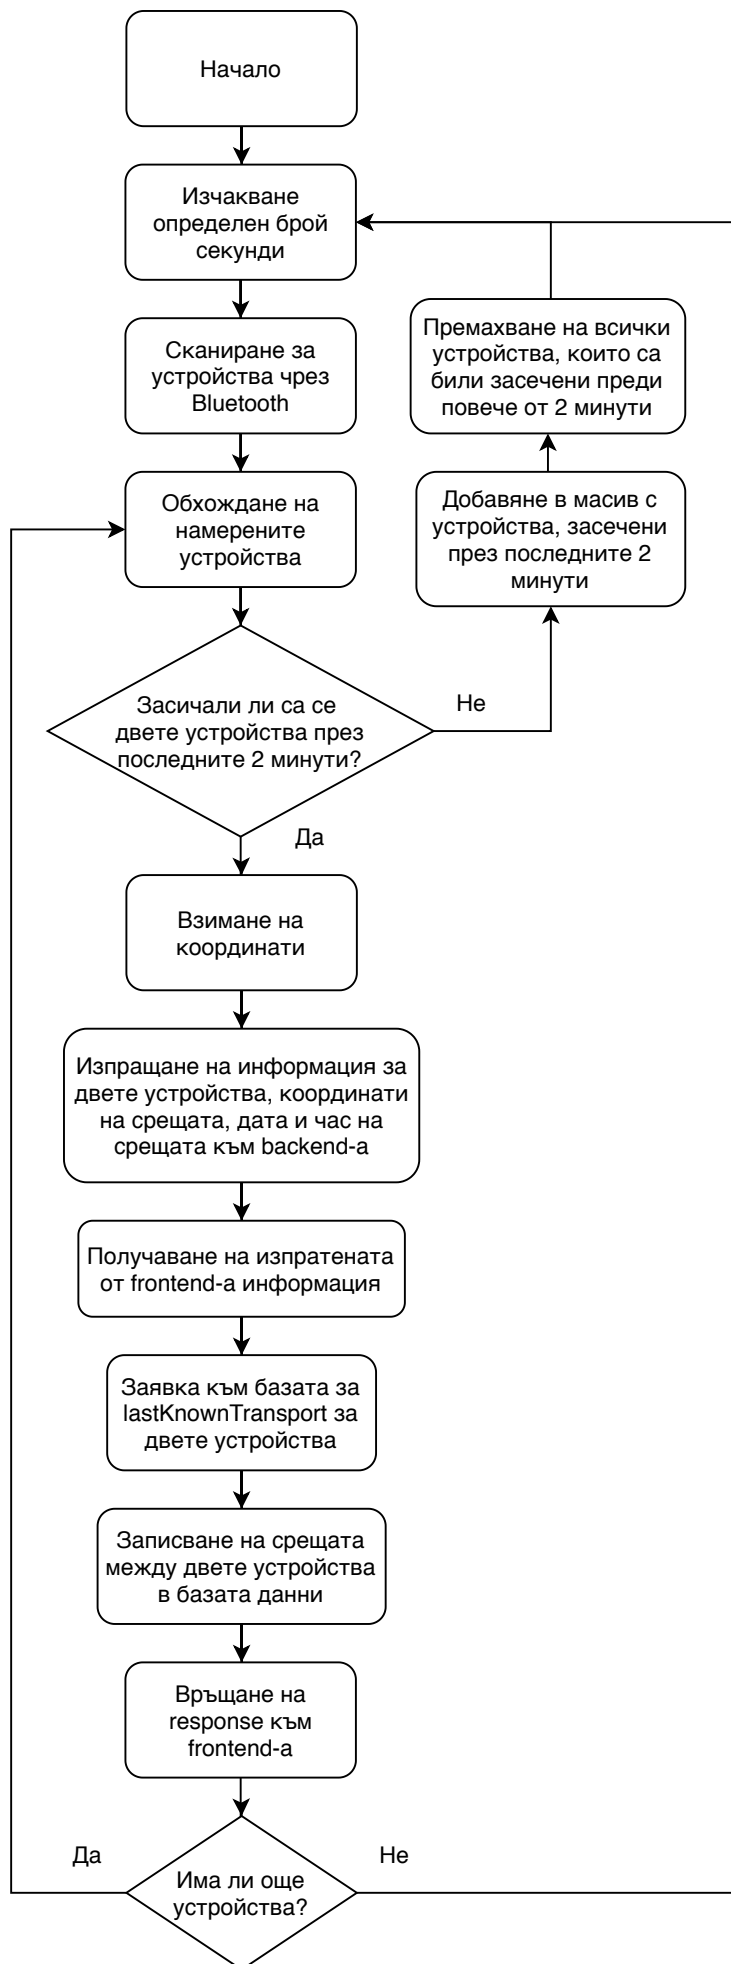 Начало
Изчакване
определен брой
секунди
Сканиране за
устройства чрез
Bluetooth
Премахване на всички
устройства, които са
били засечени преди
повече от 2 минути
Обхождане на
намерените
устройства
Добавяне в масив с
устройства, засечени
през последните 2
минути
Засичали ли са се
двете устройства през
последните 2 минути?
Не
Да
Взимане на
координати
Изпращане на информация за
двете устройства, координати
на срещата, дата и час на
срещата към backend-а
Получаване на изпратената
от frontend-а информация
Заявка към базата за
lastKnownTransport за
двете устройства
Записване на срещата
между двете устройства
в базата данни
Връщане на
response към
frontend-а
Да
Не
Има ли още
устройства?